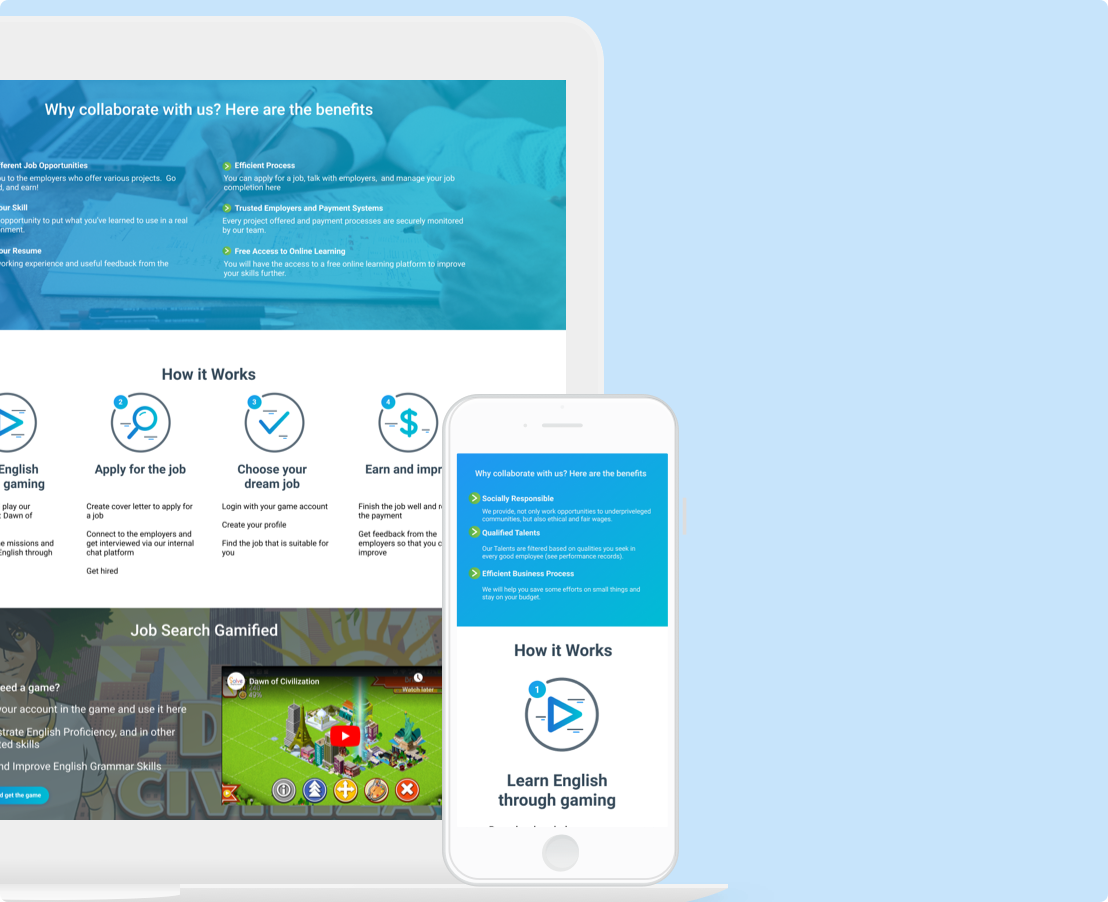 Why collaborate with us? Here are the benefits
fferent Job Opportunities
u to the employers who offer various projects. Go
d, and earn!
our Skill
opportunity to put what you've learned to use in a real
nment.
our Resume
orking experience and useful feedback from the
Efficient Process
You can apply for a job, talk with employers, and manage your job
completion here
Trusted Employers and Payment Systems
Every project offered and payment processes are securely monitored
by our team.
Free Access to Online Learning
You will have the access to a free online learning platform to improve
your skills further.
How it Works
English
gaming
play our
Dawn of
e missions and
English through
2
Apply for the job
Create cover letter to apply for
a job
Connect to the employers and
get interviewed via our internal
chat platform
Get hired
3
Choose your
dream job
Login with your game account
Create your profile
Find the job that is suitable for
you
4
Earn and impr
Finish the job well and r
the payment
Get feedback from the
employers so that you c
improve
Job Search Gamified
eed a game?
your account in the game and use it here
strate English Proficiency, and in other
ted skills
nd Improve English Grammar Skills
d get the game
Dawn of Civilization
Watch later
Why collaborate with us? Here are the benefits
Socially Responsible
We provide, not only work opportunities to underpriveleged
communities, but also ethical and fair wages.
Qualified Talents
Our Talents are filtered based on qualities you seek in
every good employee (see performance records).
Efficient Business Process
We will help you save some efforts on small things and
stay on your budget.
How it Works
1
Learn English
through gaming